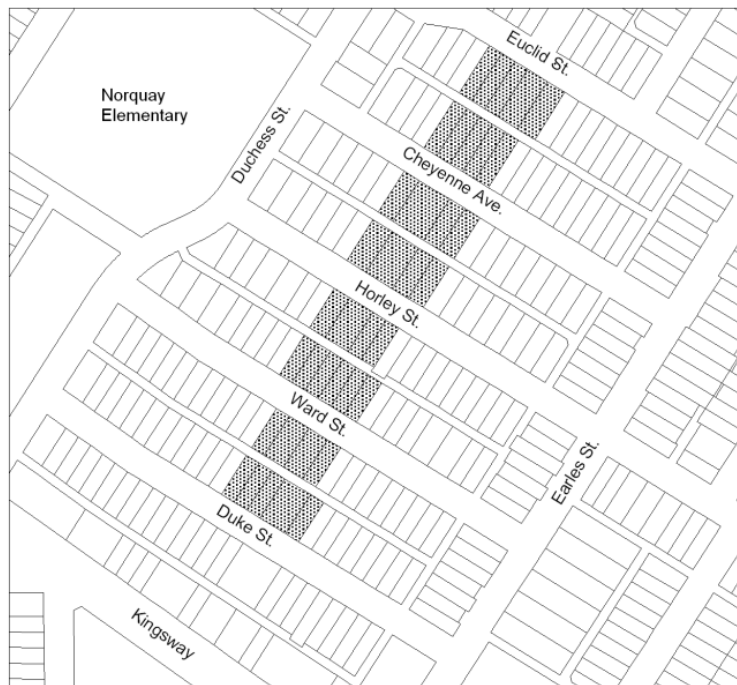 Euclid St.
Norquay
Elementary
Duchess St.
Cheyenne Ave.
Horley St.
Ward St.
Earles St.
Duke St.
Kingsway